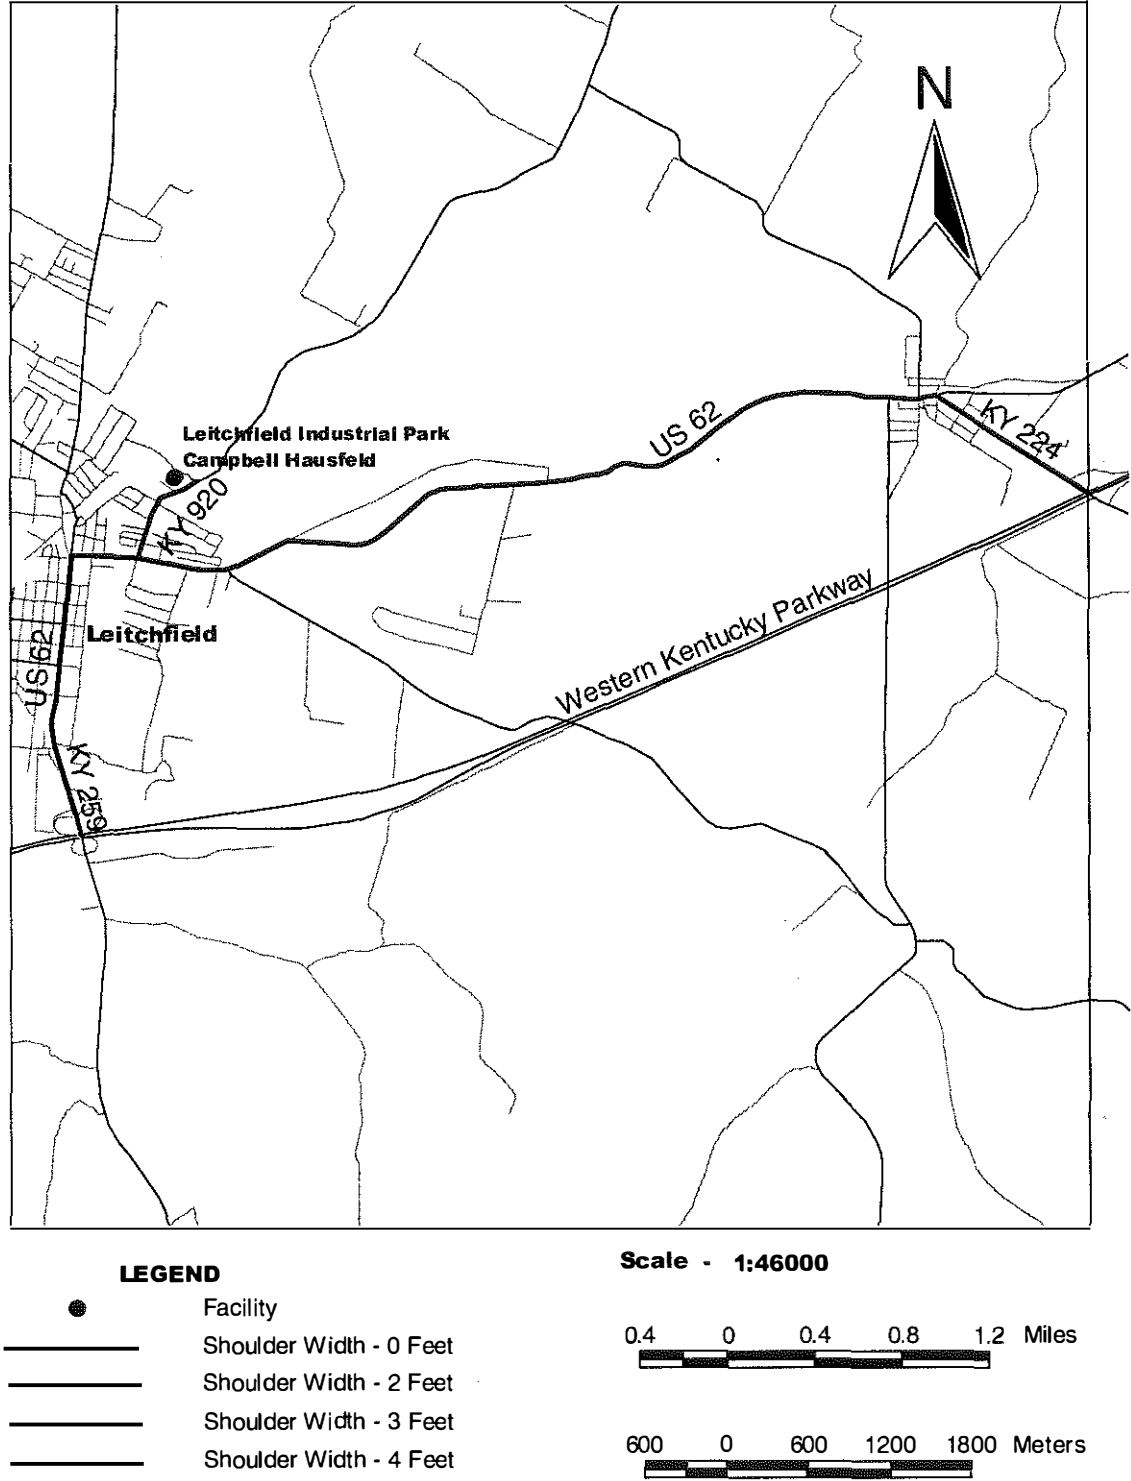 N
KY 224
US 62
Leitchfield Industrial Park
Campbell Hausfeld
KY 920
Western Kentucky Parkway
Leitchfield
US 62
KY 259
LEGEND
Facility
Shoulder Width - 0 Feet
Shoulder Width - 2 Feet
Shoulder Width - 3 Feet
Shoulder Width - 4 Feet
Scale - 1:46000
0.4 0 0.4 0.8 1.2 Miles
600 0 600 1200 1800 Meters